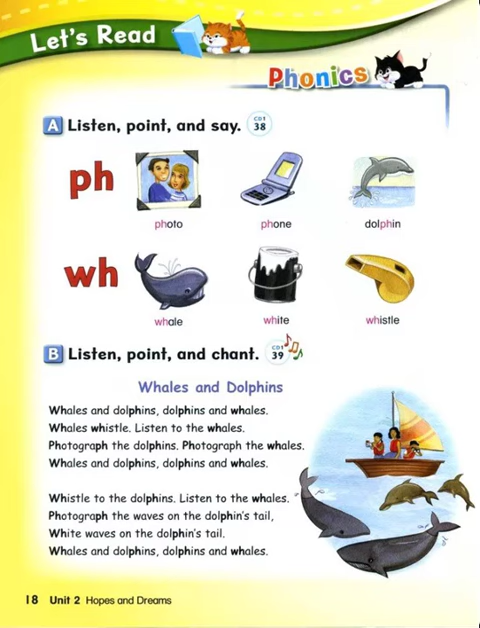 Let's Read
Phonics
A Listen, point, and say. CD1 38
ph
photo phone dolphin
wh
whale white whistle
B Listen, point, and chant. CD1 39
Whales and Dolphins
Whales and dolphins, dolphins and whales.
Whales whistle. Listen to the whales.
Photograph the dolphins. Photograph the whales.
Whales and dolphins, dolphins and whales.
Whistle to the dolphins. Listen to the whales.
Photograph the waves on the dolphin's tail,
White waves on the dolphin's tail.
Whales and dolphins, dolphins and whales.
18 Unit 2 Hopes and Dreams